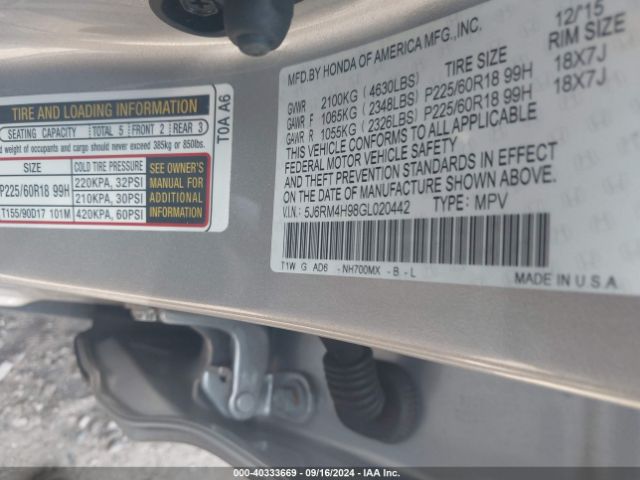 TIRE AND LOADING INFORMATION
SEATING CAPACITY TOTAL 5 FRONT 2 REAR 3
d weight of occupants and cargo should never exceed 385kg or 850lbs.
SIZE COLD TIRE PRESSURE SEE OWNER'S MANUAL FOR ADDITIONAL INFORMATION
P225/60R18 99H 220KPA, 32PSI
210KPA, 30PSI
T155/90D17 101M 420KPA, 60PSI
T0A A6
MFD.BY HONDA OF AMERICA MFG.,INC. 12/'15
GVWR 2100KG (4630LBS) TIRE SIZE RIM SIZE
GAWR F 1065KG (2348LBS) P225/60R18 99H 18X7J
GAWR R 1055KG (2326LBS) P225/60R18 99H 18X7J
THIS VEHICLE CONFORMS TO ALL APPLICABLE
FEDERAL MOTOR VEHICLE SAFETY
AND THEFT PREVENTION STANDARDS IN EFFECT
ON THE DATE OF MANUFACTURE SHOWN ABOVE.
V.I.N.: 5J6RM4H98GL020442 TYPE: MPV
T1W G AD6 - NH700MX - B - L
MADE IN U.S.A
000-40333669 - 09/16/2024 - IAA Inc.